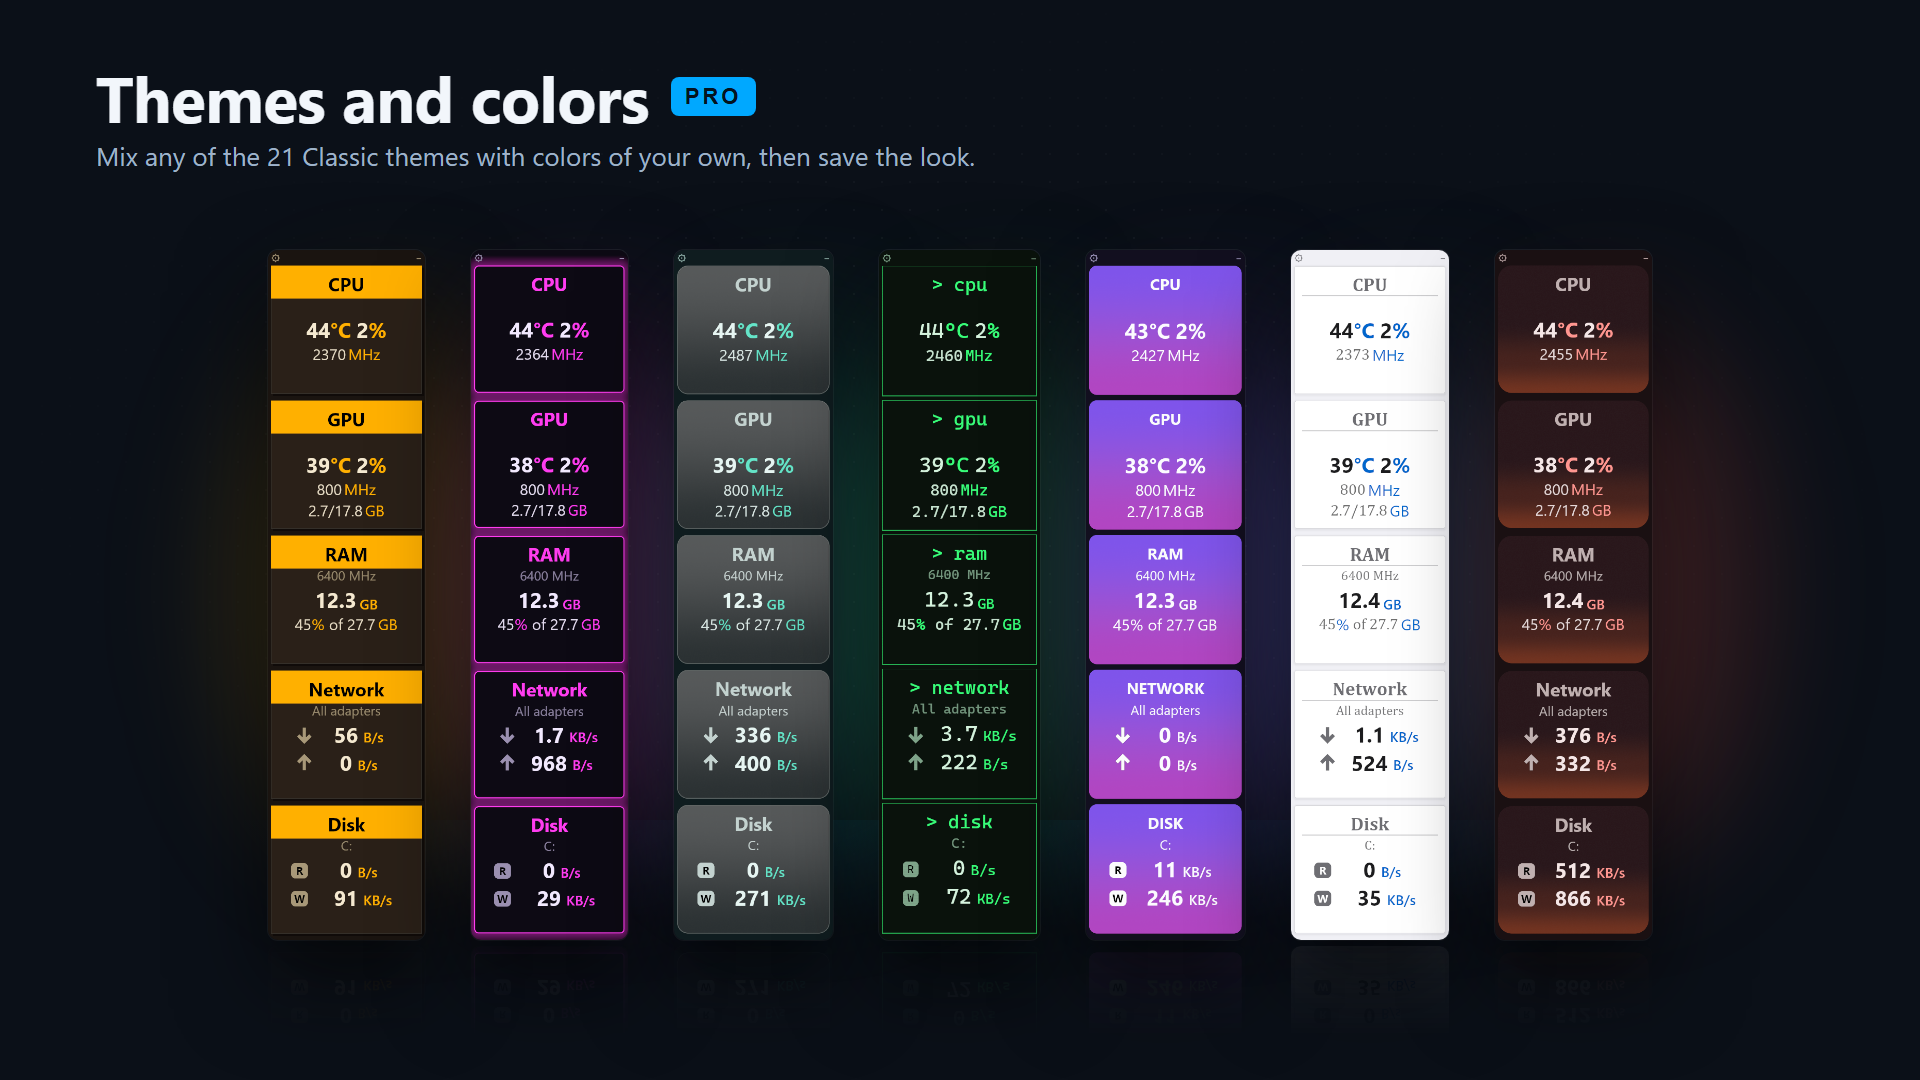 Themes and colors PRO
Mix any of the 21 Classic themes with colors of your own, then save the look.
CPU
44°C 2%
2370 MHz
GPU
39°C 2%
800 MHz
2.7/17.8 GB
RAM
6400 MHz
12.3 GB
45% of 27.7 GB
Network
All adapters
↓ 56 B/s
↑ 0 B/s
Disk
C:
R 0 B/s
W 91 KB/s
CPU
44°C 2%
2364 MHz
GPU
38°C 2%
800 MHz
2.7/17.8 GB
RAM
6400 MHz
12.3 GB
45% of 27.7 GB
Network
All adapters
↓ 1.7 KB/s
↑ 968 B/s
Disk
C:
R 0 B/s
W 29 KB/s
CPU
44°C 2%
2487 MHz
GPU
39°C 2%
800 MHz
2.7/17.8 GB
RAM
6400 MHz
12.3 GB
45% of 27.7 GB
Network
All adapters
↓ 336 B/s
↑ 400 B/s
Disk
C:
R 0 B/s
W 271 KB/s
> cpu
44°C 2%
2460 MHz
> gpu
39°C 2%
800 MHz
2.7/17.8 GB
> ram
6400 MHz
12.3 GB
45% of 27.7 GB
> network
All adapters
↓ 3.7 KB/s
↑ 222 B/s
> disk
C:
R 0 B/s
W 72 KB/s
CPU
43°C 2%
2427 MHz
GPU
38°C 2%
800 MHz
2.7/17.8 GB
RAM
6400 MHz
12.3 GB
45% of 27.7 GB
NETWORK
All adapters
↓ 0 B/s
↑ 0 B/s
DISK
C:
R 11 KB/s
W 246 KB/s
CPU
44°C 2%
2373 MHz
GPU
39°C 2%
800 MHz
2.7/17.8 GB
RAM
6400 MHz
12.4 GB
45% of 27.7 GB
Network
All adapters
↓ 1.1 KB/s
↑ 524 B/s
Disk
C:
R 0 B/s
W 35 KB/s
CPU
44°C 2%
2455 MHz
GPU
38°C 2%
800 MHz
2.7/17.8 GB
RAM
6400 MHz
12.4 GB
45% of 27.7 GB
Network
All adapters
↓ 376 B/s
↑ 332 B/s
Disk
C:
R 512 KB/s
W 866 KB/s